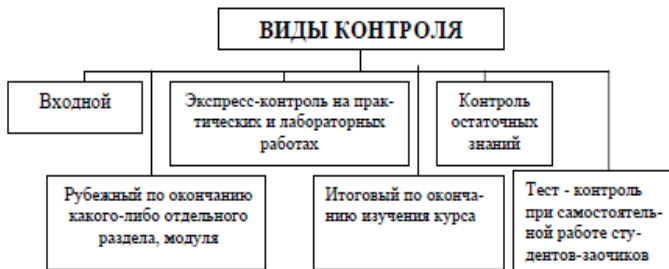 ВИДЫ КОНТРОЛЯ
Входной
Экспресс-контроль на прак-
тических и лабораторных
работах
Контроль
остаточных
знаний
Рубежный по окончанию
какого-либо отдельного
раздела, модуля
Итоговый по оконча-
нию изучения курса
Тест - контроль
при самостоятель-
ной работе сту-
дентов-заочиков